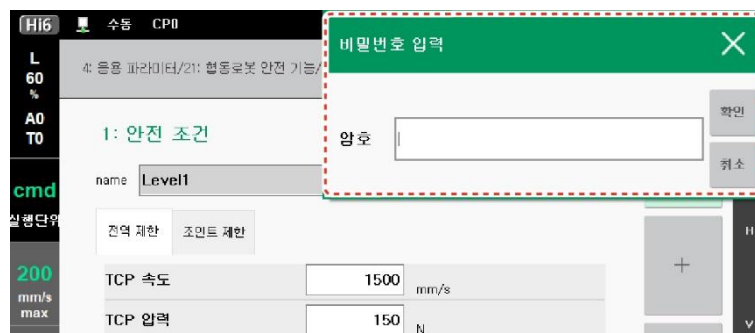 Hi6 수동 CP0
비밀번호 입력
L
60
%
4: 응용 파라미터/21: 협동로봇 안전 기능/
A0
T0
1: 안전 조건
암호
확인
취소
name Level1
cmd
실행단위
전역 제한 조인트 제한
H
+
200
mm/s
max
TCP 속도 1500 mm/s
TCP 압력 150 N